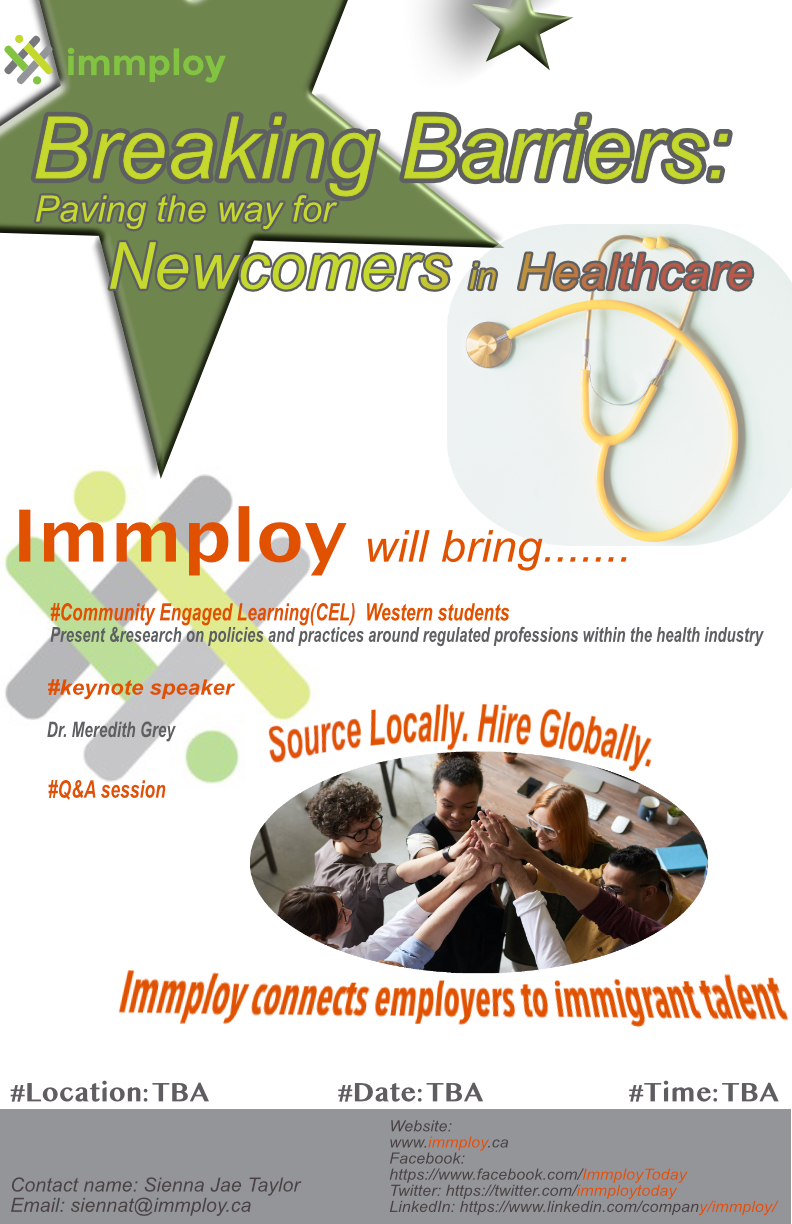 immploy
Breaking Barriers:
Paving the way for
Newcomers in Healthcare
Immploy will bring.......
#Community Engaged Learning(CEL) Western students
Present &research on policies and practices around regulated professions within the health industry
#keynote speaker
Dr. Meredith Grey
#Q&A session
Source Locally. Hire Globally.
Immploy connects employers to immigrant talent
#Location: TBA
#Date: TBA
#Time: TBA
Contact name: Sienna Jae Taylor
Email: siennat@immploy.ca
Website:
www.immploy.ca
Facebook:
https://www.facebook.com/ImmployToday
Twitter: https://twitter.com/immploytoday
LinkedIn: https://www.linkedin.com/company/immploy/